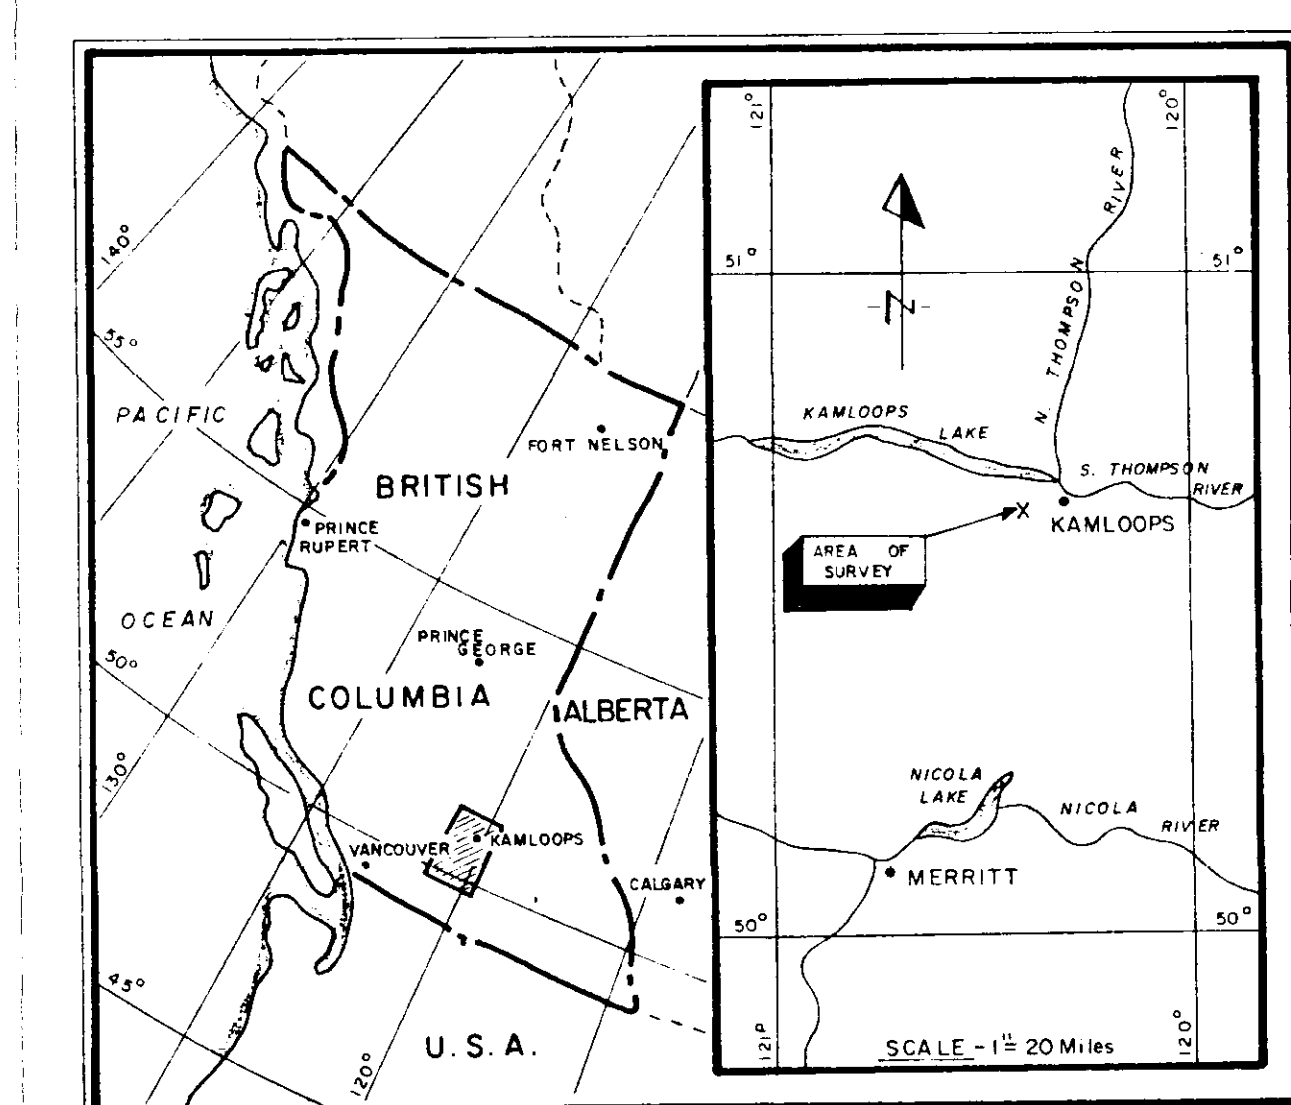 140°
55°
PACIFIC
OCEAN
50°
130°
45°
120°
BRITISH
COLUMBIA
FORT NELSON
PRINCE
RUPERT
PRINCE
GEORGE
ALBERTA
VANCOUVER
KAMLOOPS
CALGARY
U.S.A.
121°
120°
N
51°
51°
N. THOMPSON RIVER
KAMLOOPS
LAKE
S. THOMPSON
RIVER
X
KAMLOOPS
AREA OF
SURVEY
NICOLA
LAKE
NICOLA
RIVER
MERRITT
50°
50°
121°
120°
SCALE - 1" = 20 Miles